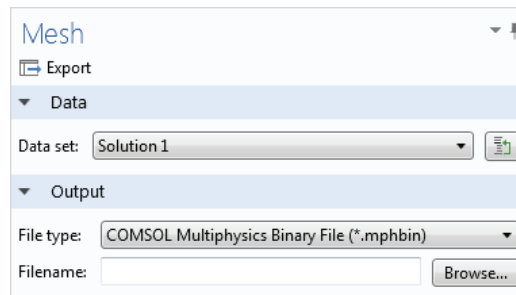 Mesh
Export
Data
Data set: Solution 1
Output
File type: COMSOL Multiphysics Binary File (*.mphbin)
Filename: Browse...